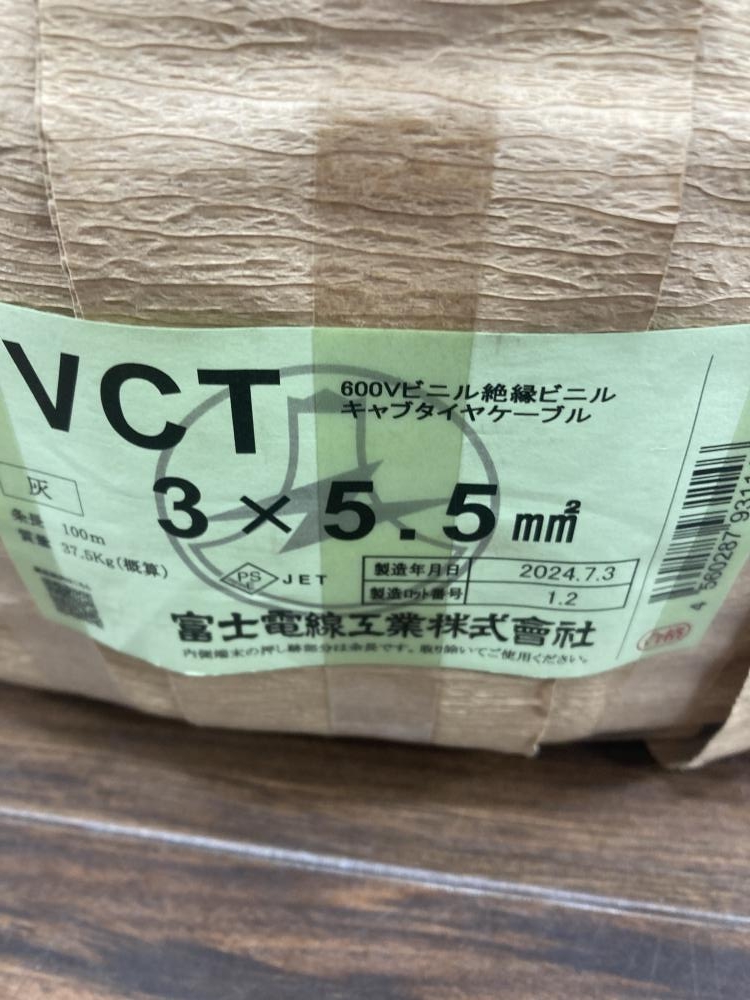 VCT
600Vビニル絶縁ビニル
キャブタイヤケーブル
灰
3×5.5mm²
条長 100m
質量 37.5Kg(概算)
PS
E
JET
製造年月日 2024.7.3
製造ロット番号 1.2
富士電線工業株式會社
内側端末の押し跡部分は余長です。取り除いてご使用ください。
4 560287 9311
合格